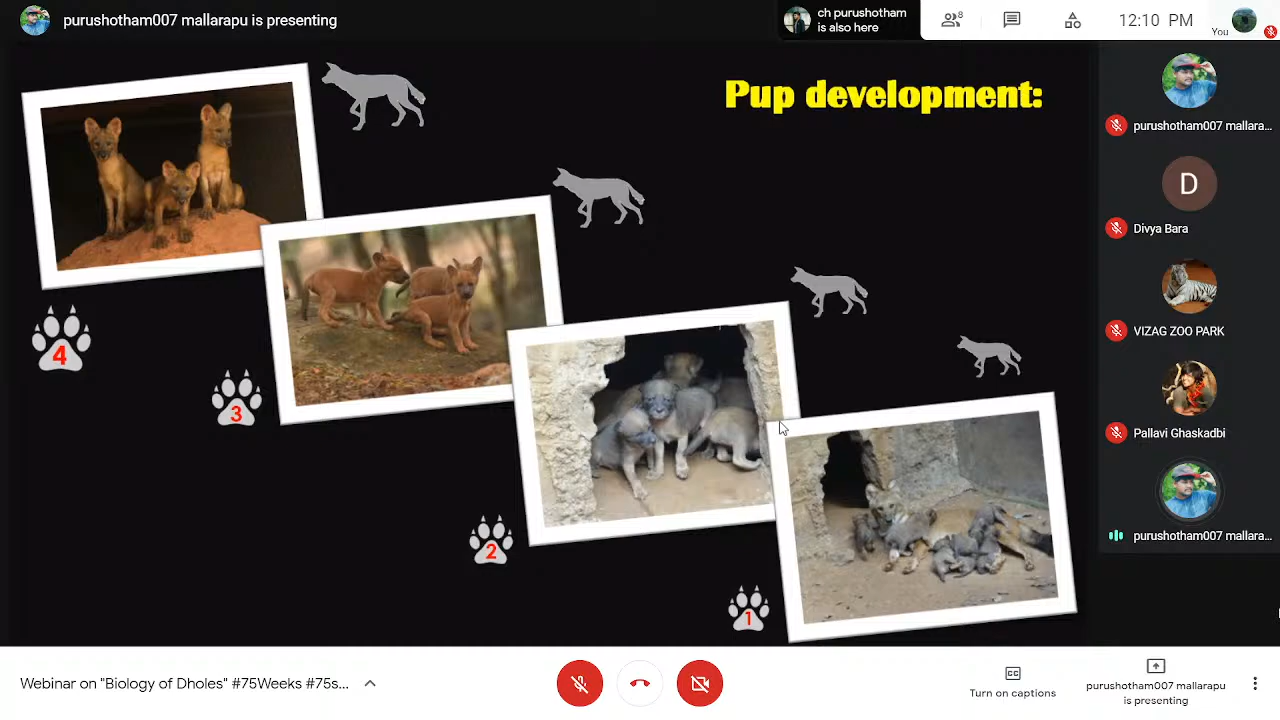 purushotham007 mallarapu is presenting
ch purushotham
is also here
8
12:10 PM
You
Pup development:
purushotham007 mallara...
D
Divya Bara
VIZAG ZOO PARK
4
3
Pallavi Ghaskadbi
2
purushotham007 mallara...
1
Webinar on "Biology of Dholes" #75Weeks #75s...
CC
Turn on captions
purushotham007 mallarapu
is presenting